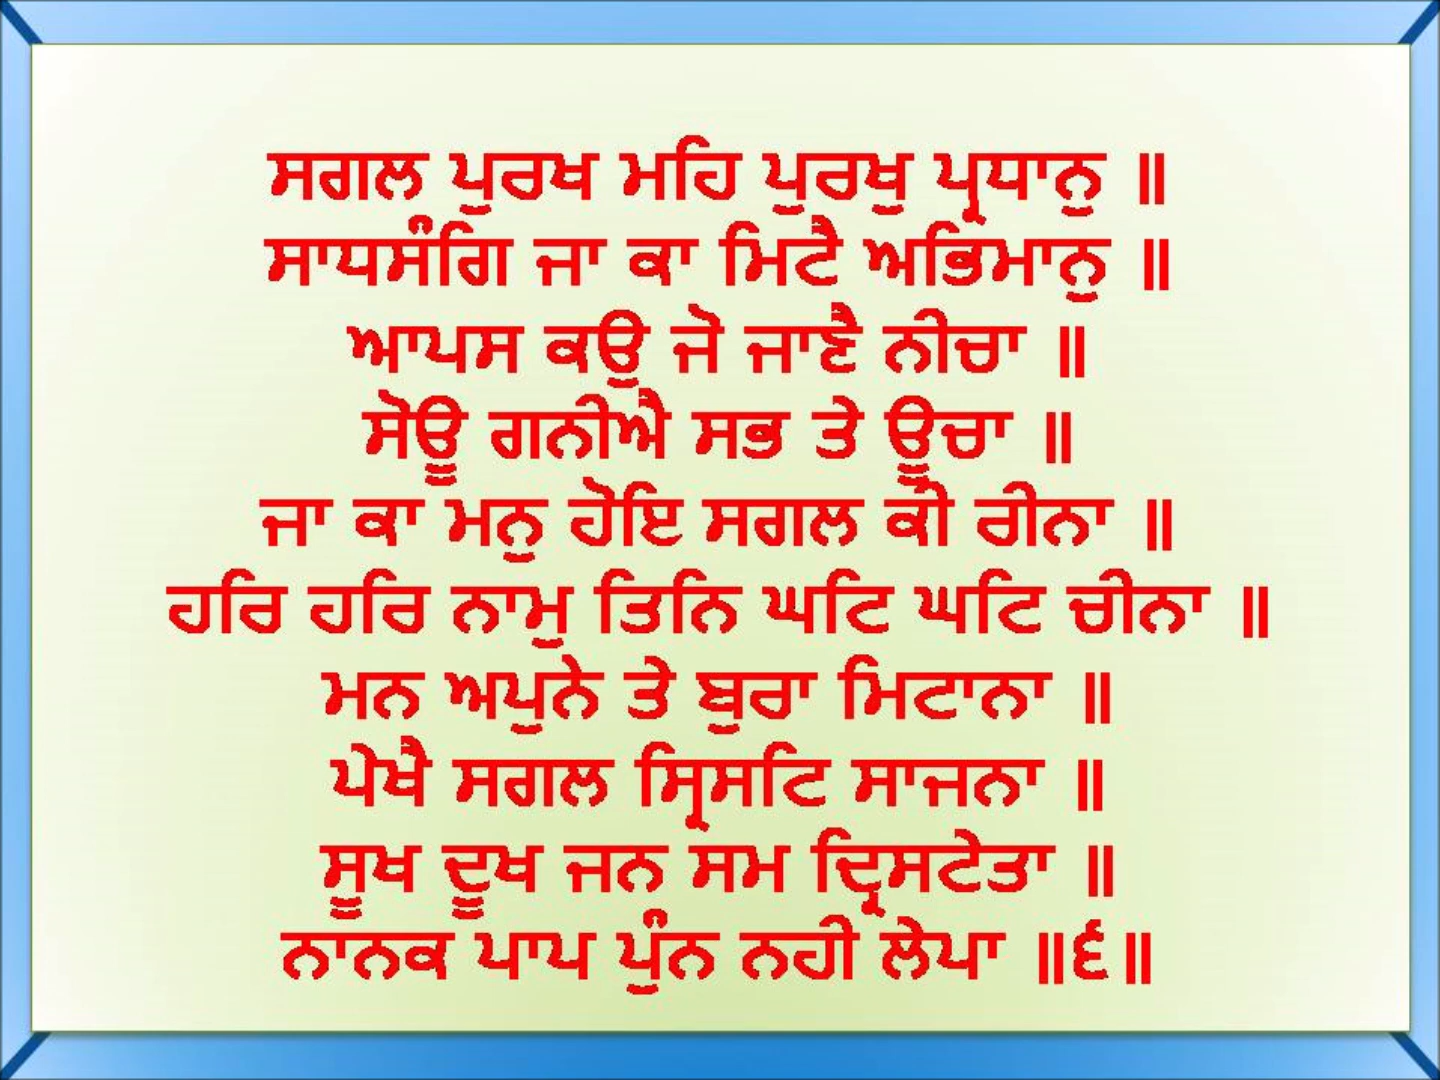 ਸਗਲ ਪੁਰਖ ਮਹਿ ਪੁਰਖੁ ਪ੍ਰਧਾਨੁ ॥
ਸਾਧਸੰਗਿ ਜਾ ਕਾ ਮਿਟੈ ਅਭਿਮਾਨੁ ॥
ਆਪਸ ਕਉ ਜੋ ਜਾਣੈ ਨੀਚਾ ॥
ਸੋਊ ਗਨੀਐ ਸਭ ਤੇ ਊਚਾ ॥
ਜਾ ਕਾ ਮਨੁ ਹੋਇ ਸਗਲ ਕੀ ਰੀਨਾ ॥
ਹਰਿ ਹਰਿ ਨਾਮੁ ਤਿਨਿ ਘਟਿ ਘਟਿ ਚੀਨਾ ॥
ਮਨ ਅਪੁਨੇ ਤੇ ਬੁਰਾ ਮਿਟਾਨਾ ॥
ਪੇਖੈ ਸਗਲ ਸ੍ਰਿਸਟਿ ਸਾਜਨਾ ॥
ਸੂਖ ਦੂਖ ਜਨ ਸਮ ਦ੍ਰਿਸਟੇਤਾ ॥
ਨਾਨਕ ਪਾਪ ਪੁੰਨ ਨਹੀ ਲੇਪਾ ॥੬॥